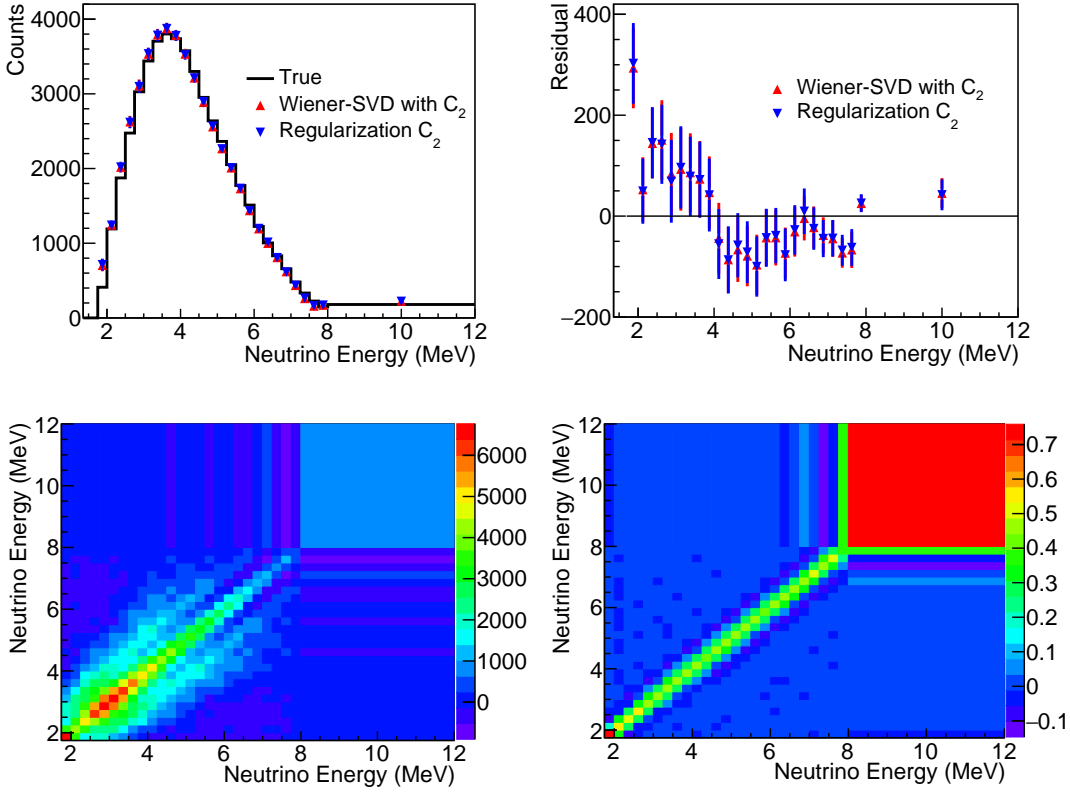 Counts
4000
3000
2000
1000
0
True
Wiener-SVD with C2
Regularization C2
2 4 6 8 10 12
Neutrino Energy (MeV)
Residual
400
200
0
−200
Wiener-SVD with C2
Regularization C2
2 4 6 8 10 12
Neutrino Energy (MeV)
Neutrino Energy (MeV)
12
10
8
6
4
2
6000
5000
4000
3000
2000
1000
0
2 4 6 8 10 12
Neutrino Energy (MeV)
Neutrino Energy (MeV)
12
10
8
6
4
2
0.7
0.6
0.5
0.4
0.3
0.2
0.1
0
−0.1
2 4 6 8 10 12
Neutrino Energy (MeV)